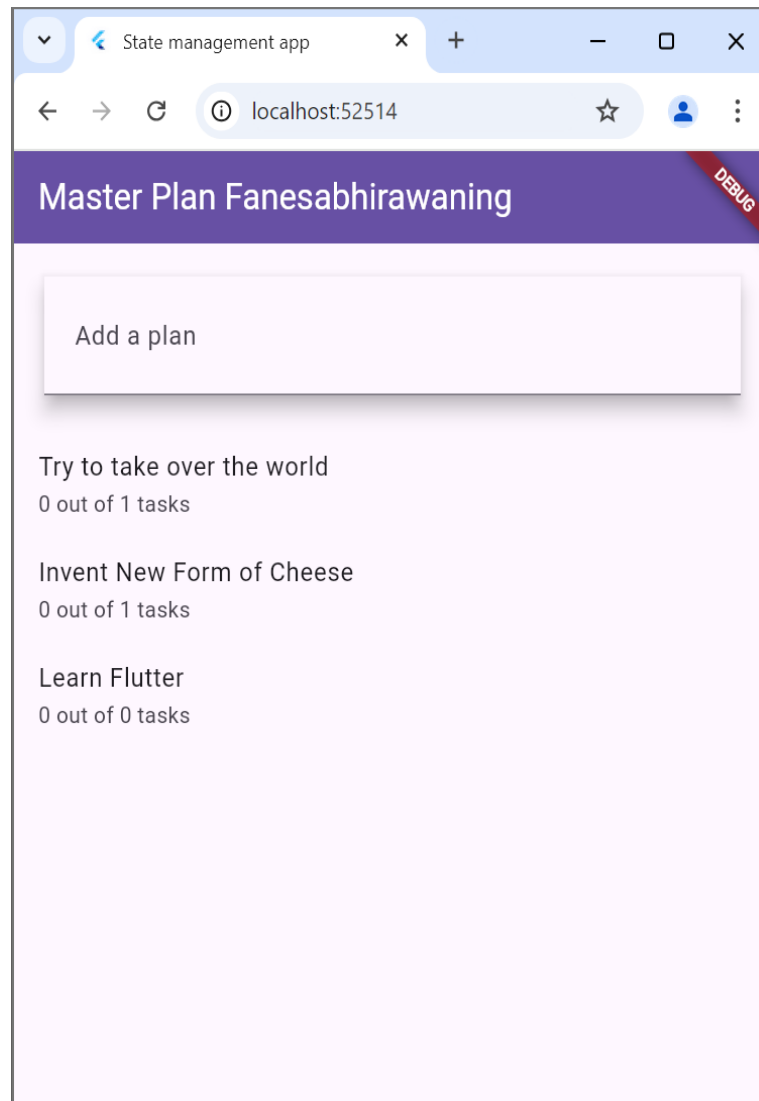 State management app
localhost:52514
Master Plan Fanesabhirawaning
DEBUG
Add a plan
Try to take over the world
0 out of 1 tasks
Invent New Form of Cheese
0 out of 1 tasks
Learn Flutter
0 out of 0 tasks